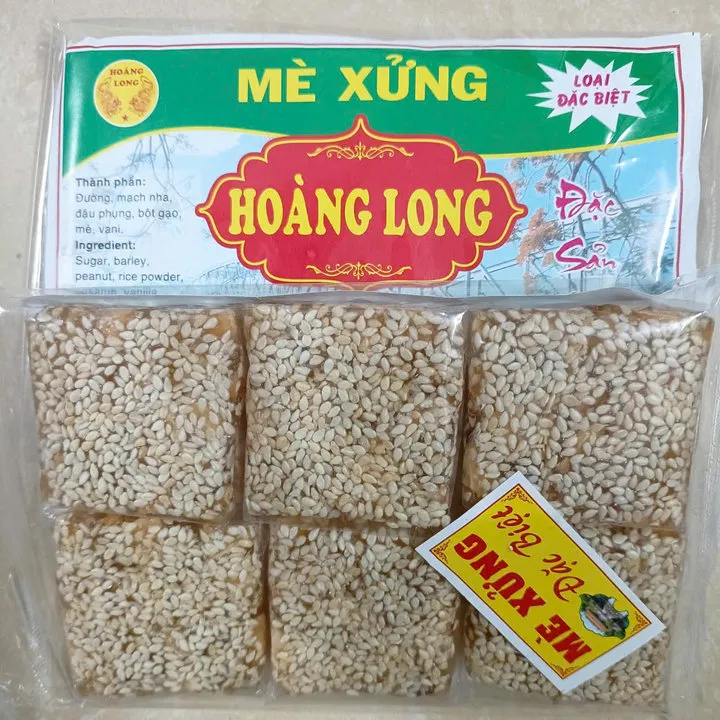 HOÀNG
LONG
MÈ XỬNG
LOẠI
ĐẶC BIỆT
Thành phần:
Đường, mạch nha,
đậu phụng, bột gạo,
mè, vani.
Ingredient:
Sugar, barley,
peanut, rice powder,
HOÀNG LONG
Đặc
Sản
MÈ XỬNG
Đặc Biệt